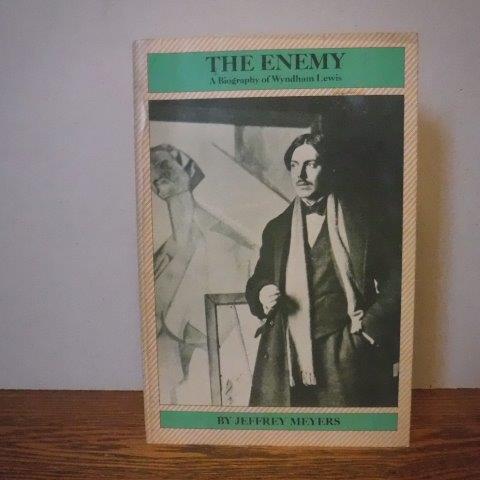 THE ENEMY
A Biography of Wyndham Lewis
BY JEFFREY MEYERS